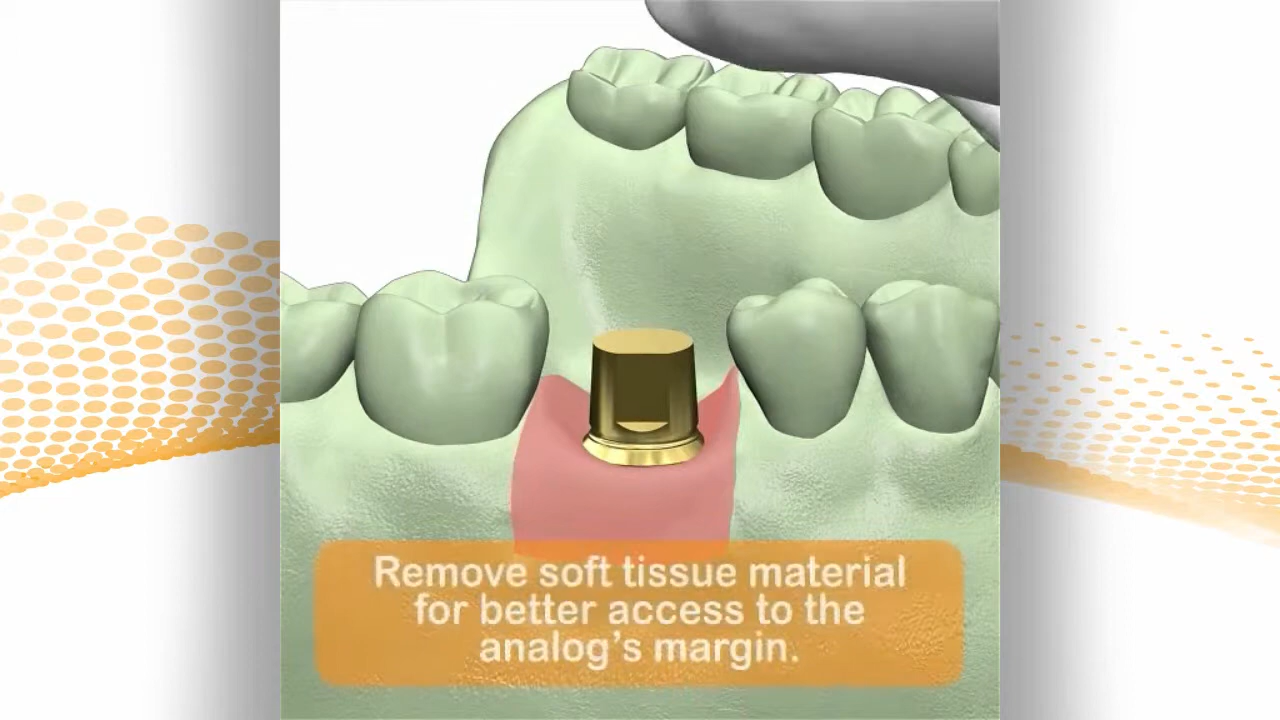 Remove soft tissue material
for better access to the
analog’s margin.